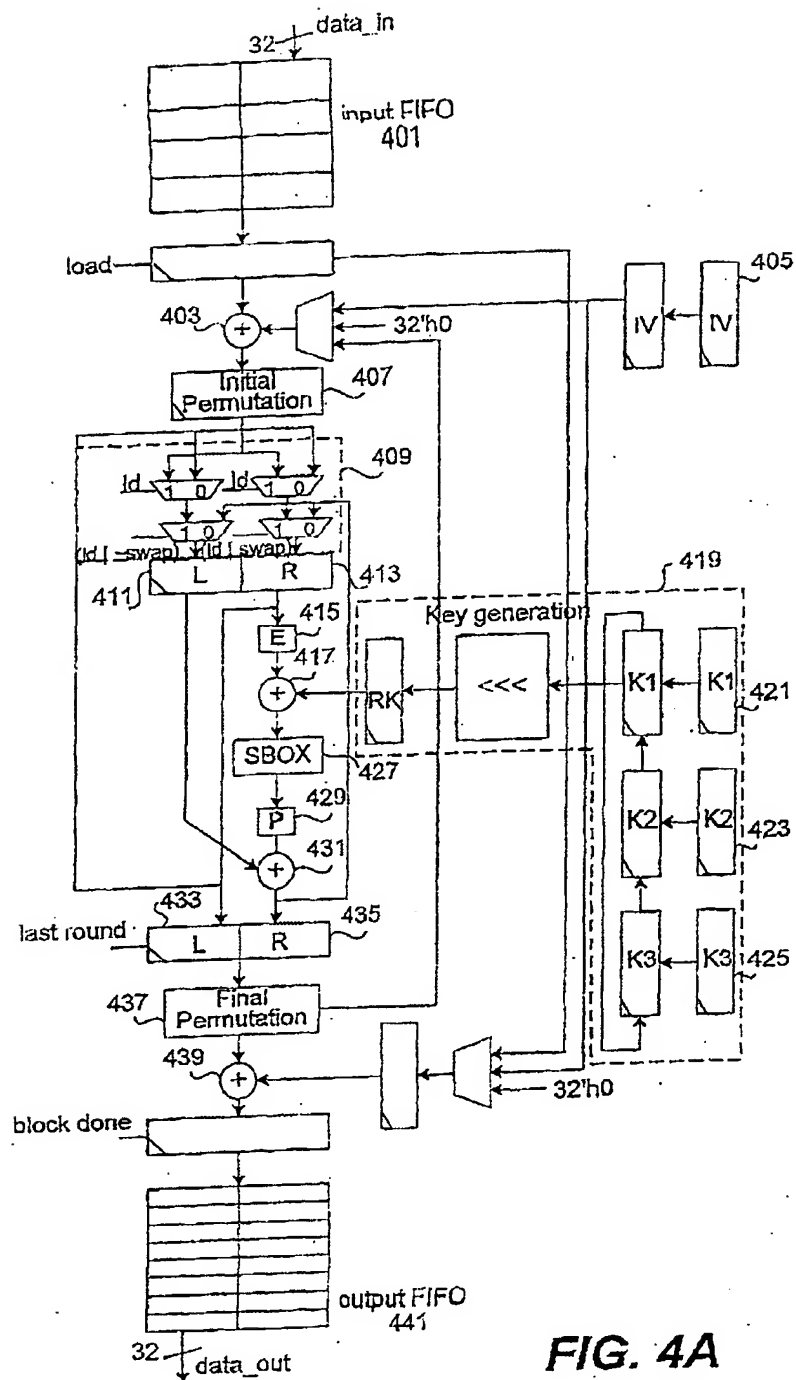 data_in
32
input FIFO
401
load
405
IV
IV
403
+
32'h0
Initial
Permutation
407
409
ld
1 0
ld
1 0
1 0
1 0
(ld | ~swap)
(ld | swap)
411
L
R
413
419
415
E
Key generation
417
+
RK
<<<
K1
K1
421
SBOX
427
429
P
K2
K2
423
+
431
433
435
last round
L
R
K3
K3
425
437
Final
Permutation
439
+
32'h0
block done
output FIFO
441
32
data_out
FIG. 4A